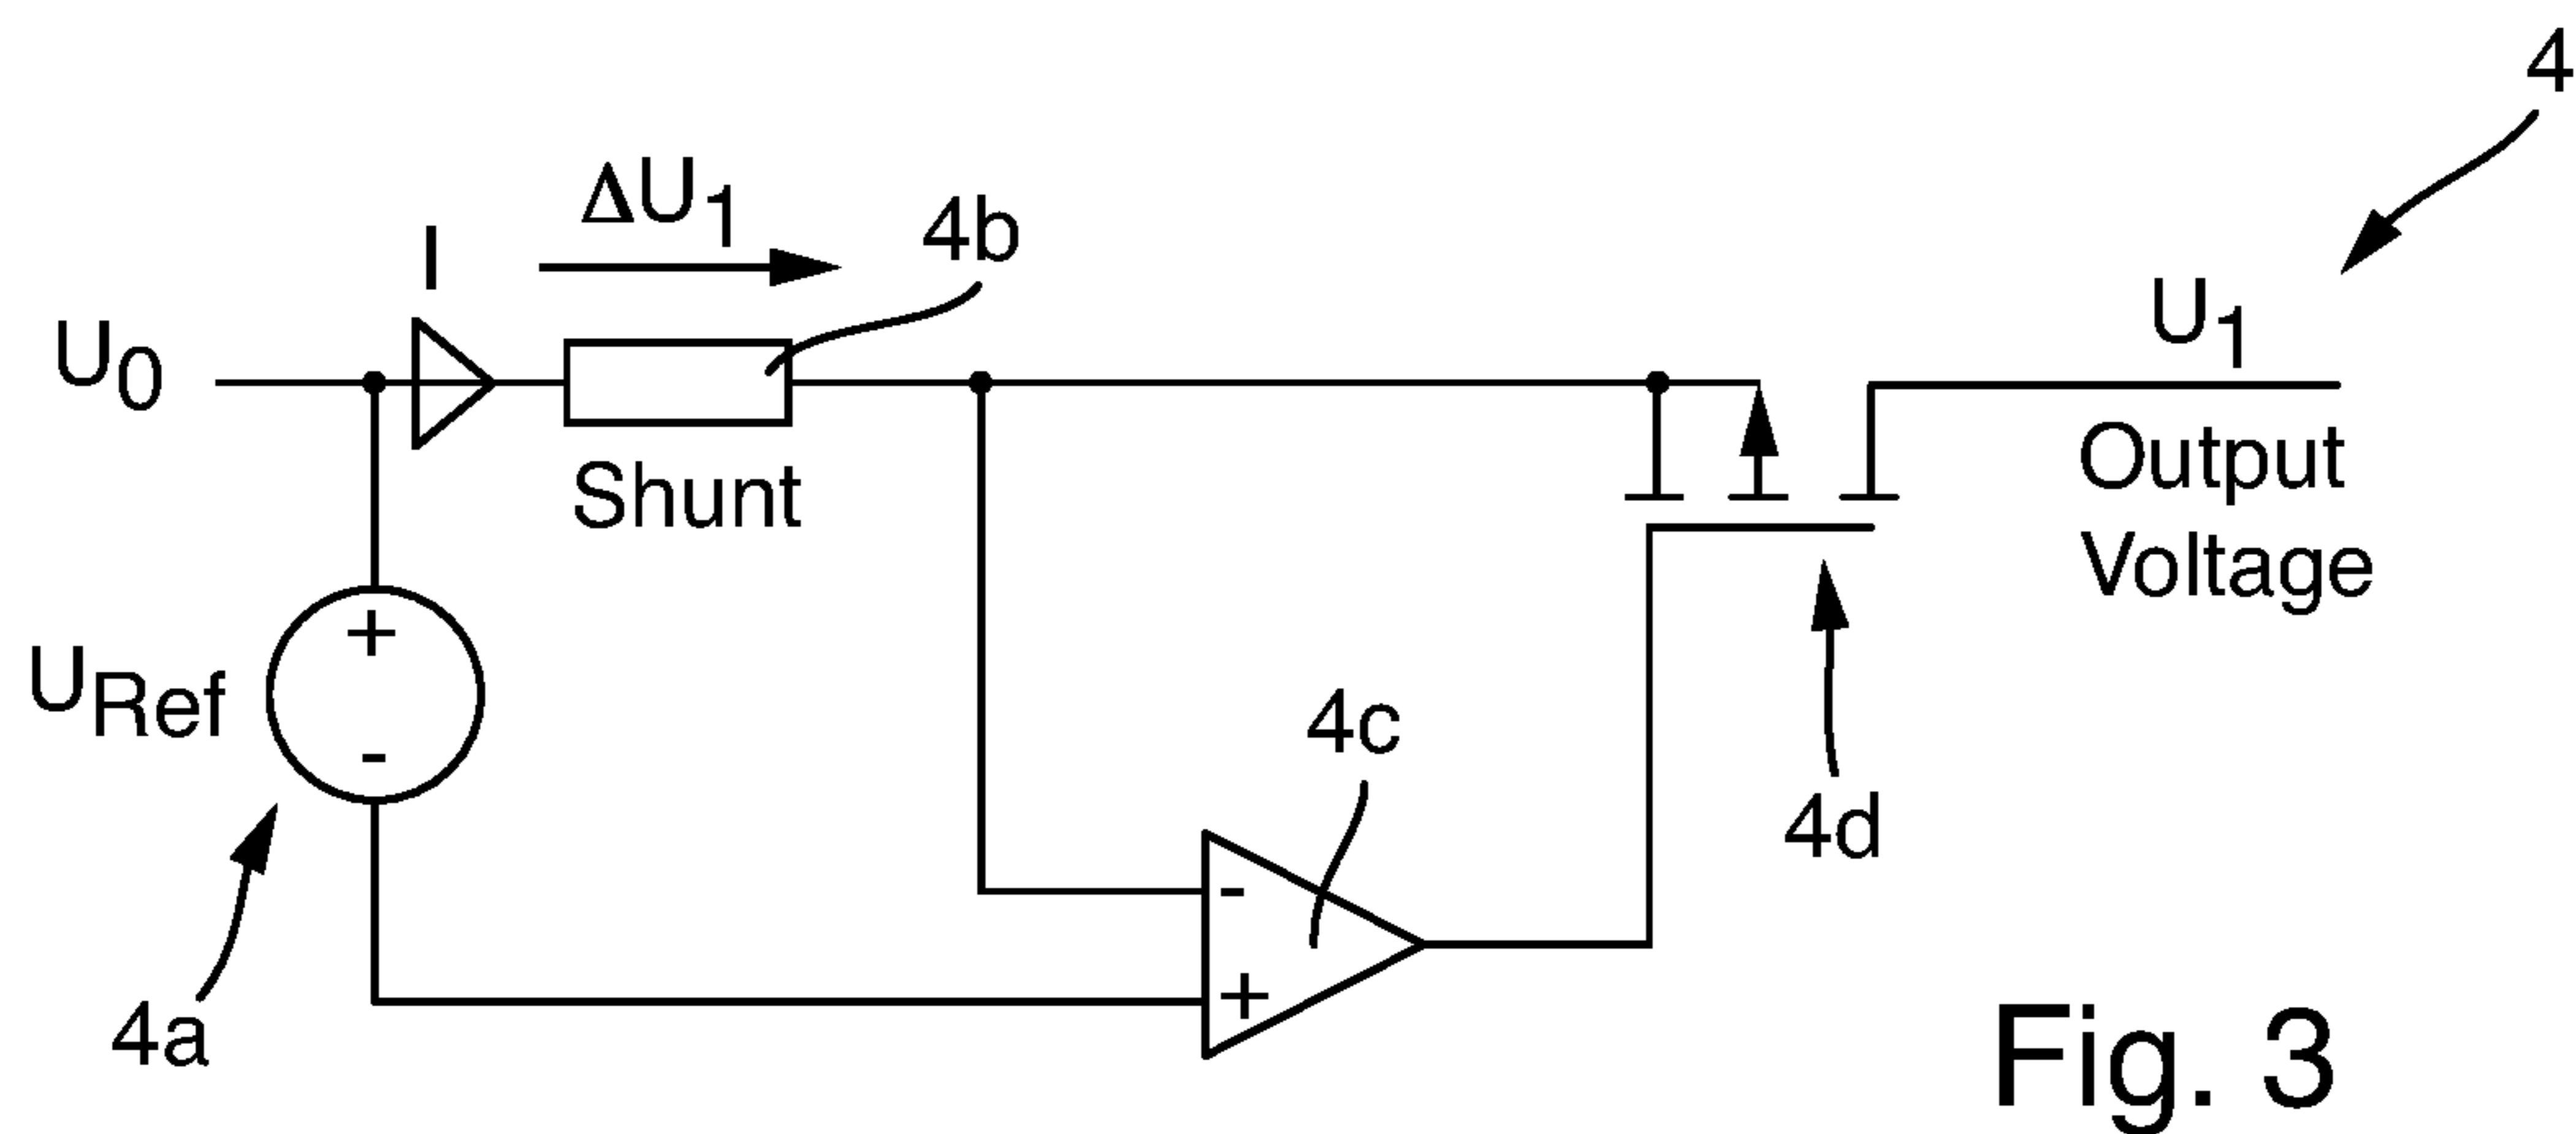 4
ΔU1
4b
I
U0
U1
Shunt
Output
Voltage
+
URef
-
4c
4d
-
+
4a
Fig. 3